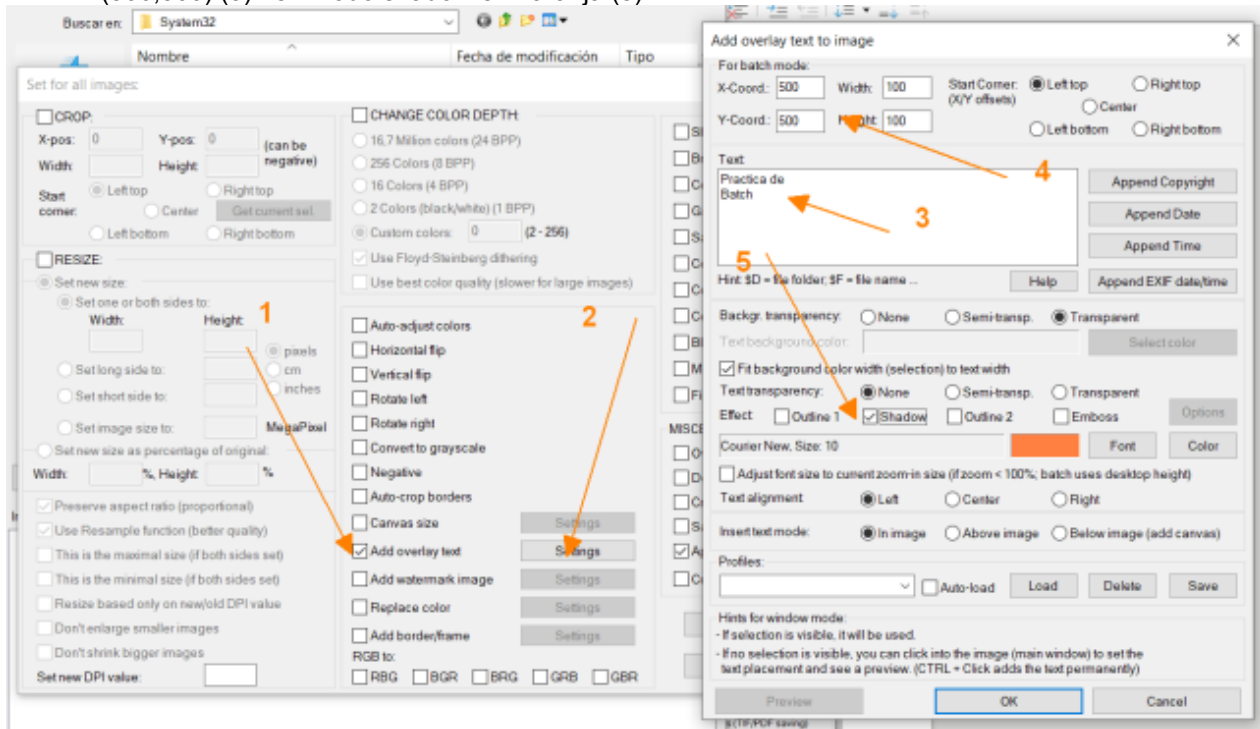 Buscar en: System32
Nombre Fecha de modificación Tipo
Set for all images:
CROP:
X-pos: 0 Y-pos: 0 (can be negative)
Width: Height:
Start corner: Left top Right top
Center Get current sel.
Left bottom Right bottom
RESIZE:
Set new size:
Set one or both sides to:
1
Width: Height:
pixels
Set long side to: cm
Set short side to: inches
Set image size to: MegaPixel
Set new size as percentage of original:
Width: %, Height: %
Preserve aspect ratio (proportional)
Use Resample function (better quality)
This is the maximal size (if both sides set)
This is the minimal size (if both sides set)
Resize based only on new/old DPI value
Don't enlarge smaller images
Don't shrink bigger images
Set new DPI value:
CHANGE COLOR DEPTH:
16,7 Million colors (24 BPP)
256 Colors (8 BPP)
16 Colors (4 BPP)
2 Colors (black/white) (1 BPP)
Custom colors: 0 (2 - 256)
Use Floyd-Steinberg dithering
Use best color quality (slower for large images)
2
Auto-adjust colors
Horizontal flip
Vertical flip
Rotate left
Rotate right
Convert to grayscale
Negative
Auto-crop borders
Canvas size Settings
Add overlay text Settings
Add watermark image Settings
Replace color Settings
Add border/frame Settings
RGB to:
RBG BGR BRG GRB GBR
Add overlay text to image
For batch mode:
X-Coord.: 500 Width: 100 Start Corner: (X/Y offsets) Left top Right top
Center
Y-Coord.: 500 Height: 100 Left bottom Right bottom
4
Text
Practica de
Batch
3
5
Append Copyright
Append Date
Append Time
Hint: $D = file folder, $F = file name ... Help Append EXIF date/time
Backgr. transparency: None Semi-transp. Transparent
Text background color: Select color
Fit background color width (selection) to text width
Text transparency: None Semi-transp. Transparent
Effect: Outline 1 Shadow Outline 2 Emboss Options
Courier New, Size: 10 Font Color
Adjust font size to current zoom-in size (if zoom < 100%; batch uses desktop height)
Text alignment: Left Center Right
Insert text mode: In image Above image Below image (add canvas)
Profiles:
Auto-load Load Delete Save
Hints for window mode:
- If selection is visible, it will be used.
- If no selection is visible, you can click into the image (main window) to set the
text placement and see a preview. (CTRL + Click adds the text permanently)
Preview OK Cancel
(TIF/PDF saving)